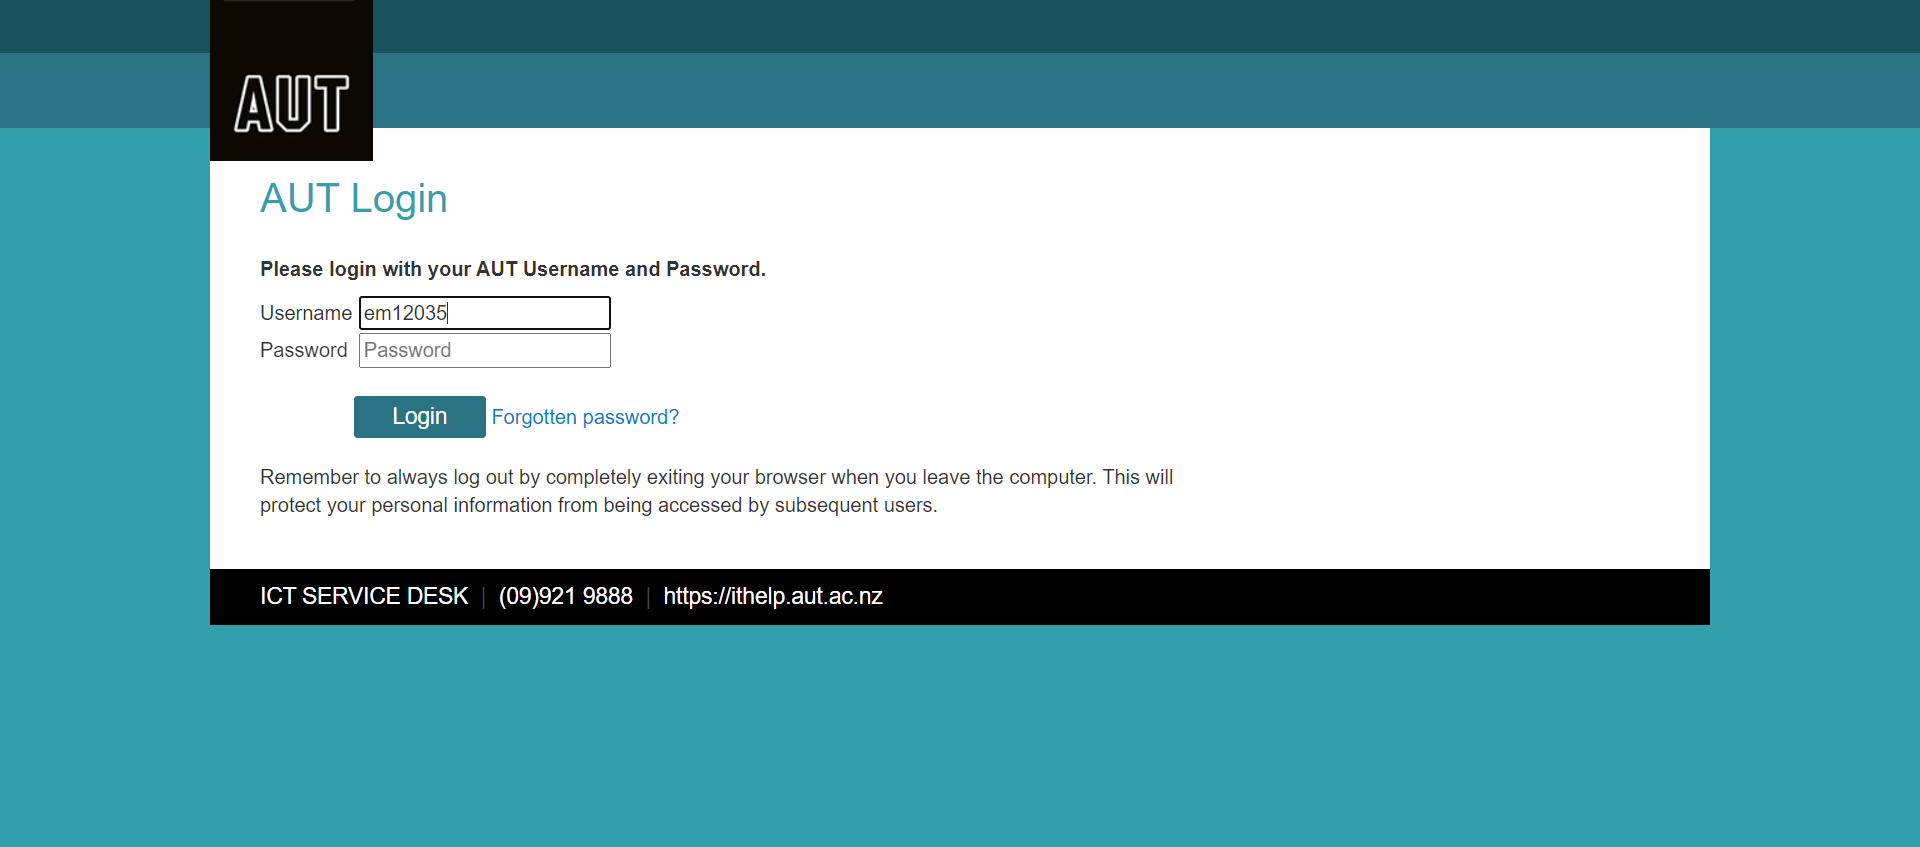 AUT
AUT Login
Please login with your AUT Username and Password.
Username em12035
Password Password
Login Forgotten password?
Remember to always log out by completely exiting your browser when you leave the computer. This will
protect your personal information from being accessed by subsequent users.
ICT SERVICE DESK | (09)921 9888 | https://ithelp.aut.ac.nz